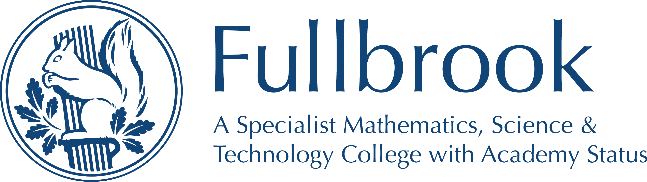 Fullbrook
A Specialist Mathematics, Science &
Technology College with Academy Status